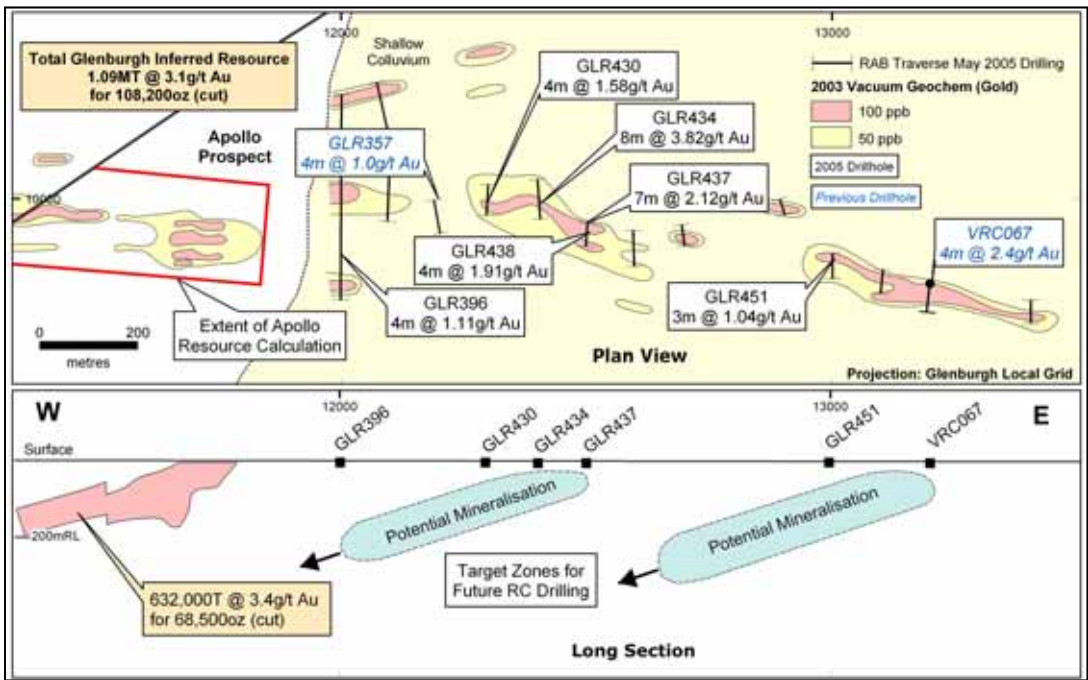 12000
13000
Total Glenburgh Inferred Resource
1.09MT @ 3.1g/t Au
for 108,200oz (cut)
Shallow
Colluvium
GLR430
4m @ 1.58g/t Au
RAB Traverse May 2005 Drilling
2003 Vacuum Geochem (Gold)
100 ppb
50 ppb
2005 Drillhole
Previous Drillhole
Apollo
Prospect
GLR357
4m @ 1.0g/t Au
GLR434
8m @ 3.82g/t Au
GLR437
7m @ 2.12g/t Au
10000
GLR438
4m @ 1.91g/t Au
VRC067
4m @ 2.4g/t Au
GLR396
4m @ 1.11g/t Au
GLR451
3m @ 1.04g/t Au
0
200
metres
Extent of Apollo
Resource Calculation
Plan View
Projection: Glenburgh Local Grid
W
12000
13000
E
GLR396
GLR430
GLR434
GLR437
GLR451
VRC067
Surface
Potential Mineralisation
Potential Mineralisation
200mRL
Target Zones for
Future RC Drilling
632,000T @ 3.4g/t Au
for 68,500oz (cut)
Long Section